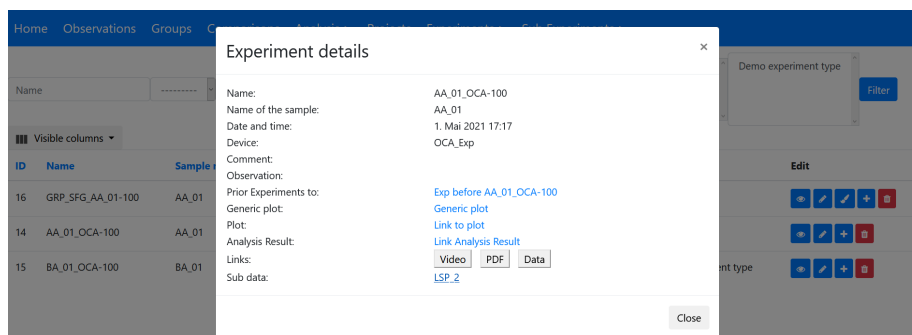 Home Observations Groups
Experiment details ×
Demo experiment type
Name --------- Filter
Name: AA_01_OCA-100
Name of the sample: AA_01
Date and time: 1. Mai 2021 17:17
Visible columns
Device: OCA_Exp
Comment:
ID Name Sample Edit
Observation:
Prior Experiments to: Exp before AA_01_OCA-100
16 GRP_SFG_AA_01-100 AA_01
Generic plot: Generic plot
Plot: Link to plot
14 AA_01_OCA-100 AA_01
Analysis Result: Link Analysis Result
Links: Video PDF Data
15 BA_01_OCA-100 BA_01 type
Sub data: LSP_2
Close